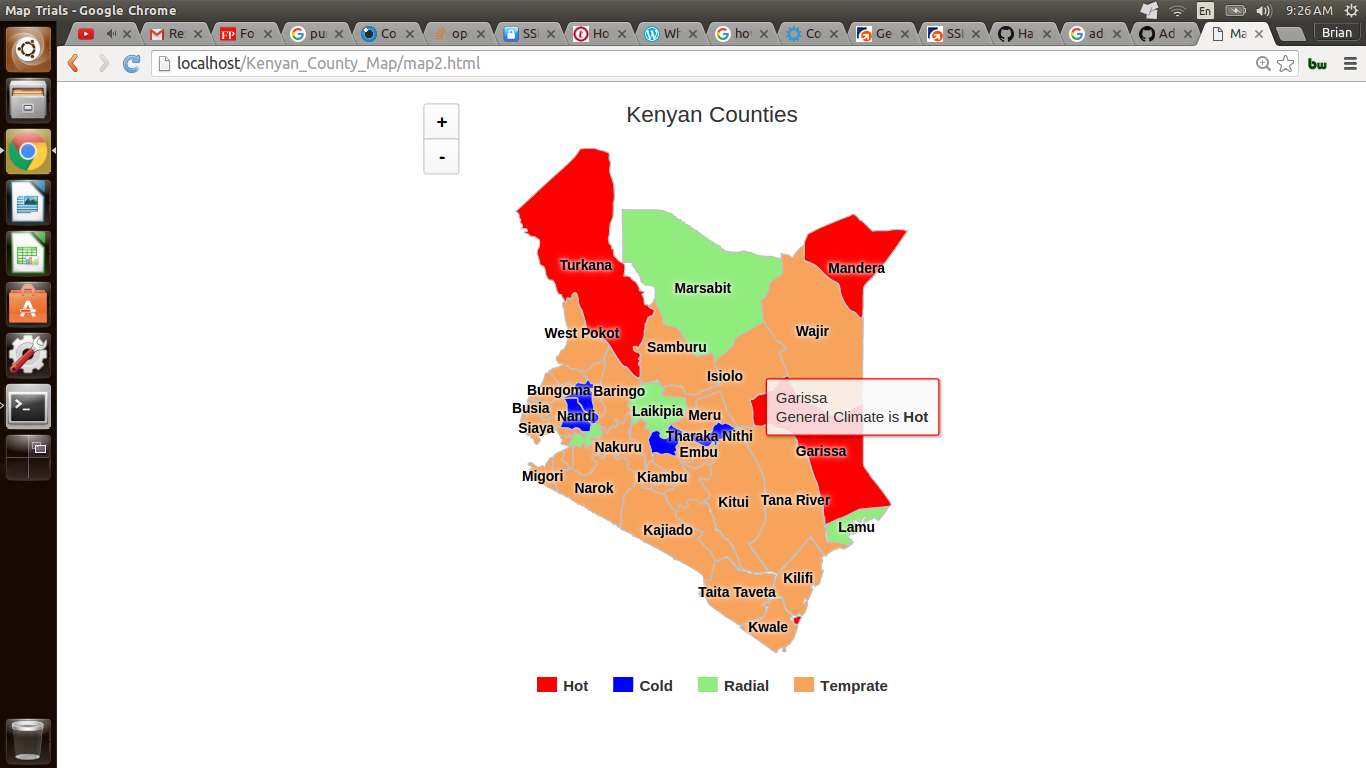 Map Trials - Google Chrome
En
9:26 AM
Re
Fo
pu
Co
op
SSI
Ho
Wh
ho
Co
Ge
SSI
Ha
ad
Ad
Ma
Brian
localhost/Kenyan_County_Map/map2.html
bw
+
-
Kenyan Counties
Turkana
Mandera
Marsabit
West Pokot
Wajir
Samburu
Isiolo
Bungoma
Baringo
Busia
Nandi
Laikipia
Meru
Siaya
Tharaka Nithi
Nakuru
Embu
Garissa
General Climate is Hot
Garissa
Migori
Narok
Kiambu
Kitui
Tana River
Kajiado
Lamu
Kilifi
Taita Taveta
Kwale
Hot
Cold
Radial
Temprate